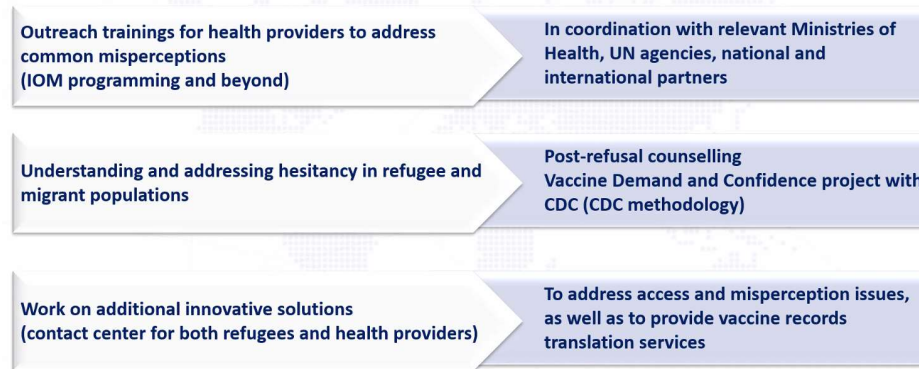 Outreach trainings for health providers to address
common misperceptions
(IOM programming and beyond)
In coordination with relevant Ministries of
Health, UN agencies, national and
international partners
Understanding and addressing hesitancy in refugee and
migrant populations
Post-refusal counselling
Vaccine Demand and Confidence project with
CDC (CDC methodology)
Work on additional innovative solutions
(contact center for both refugees and health providers)
To address access and misperception issues,
as well as to provide vaccine records
translation services